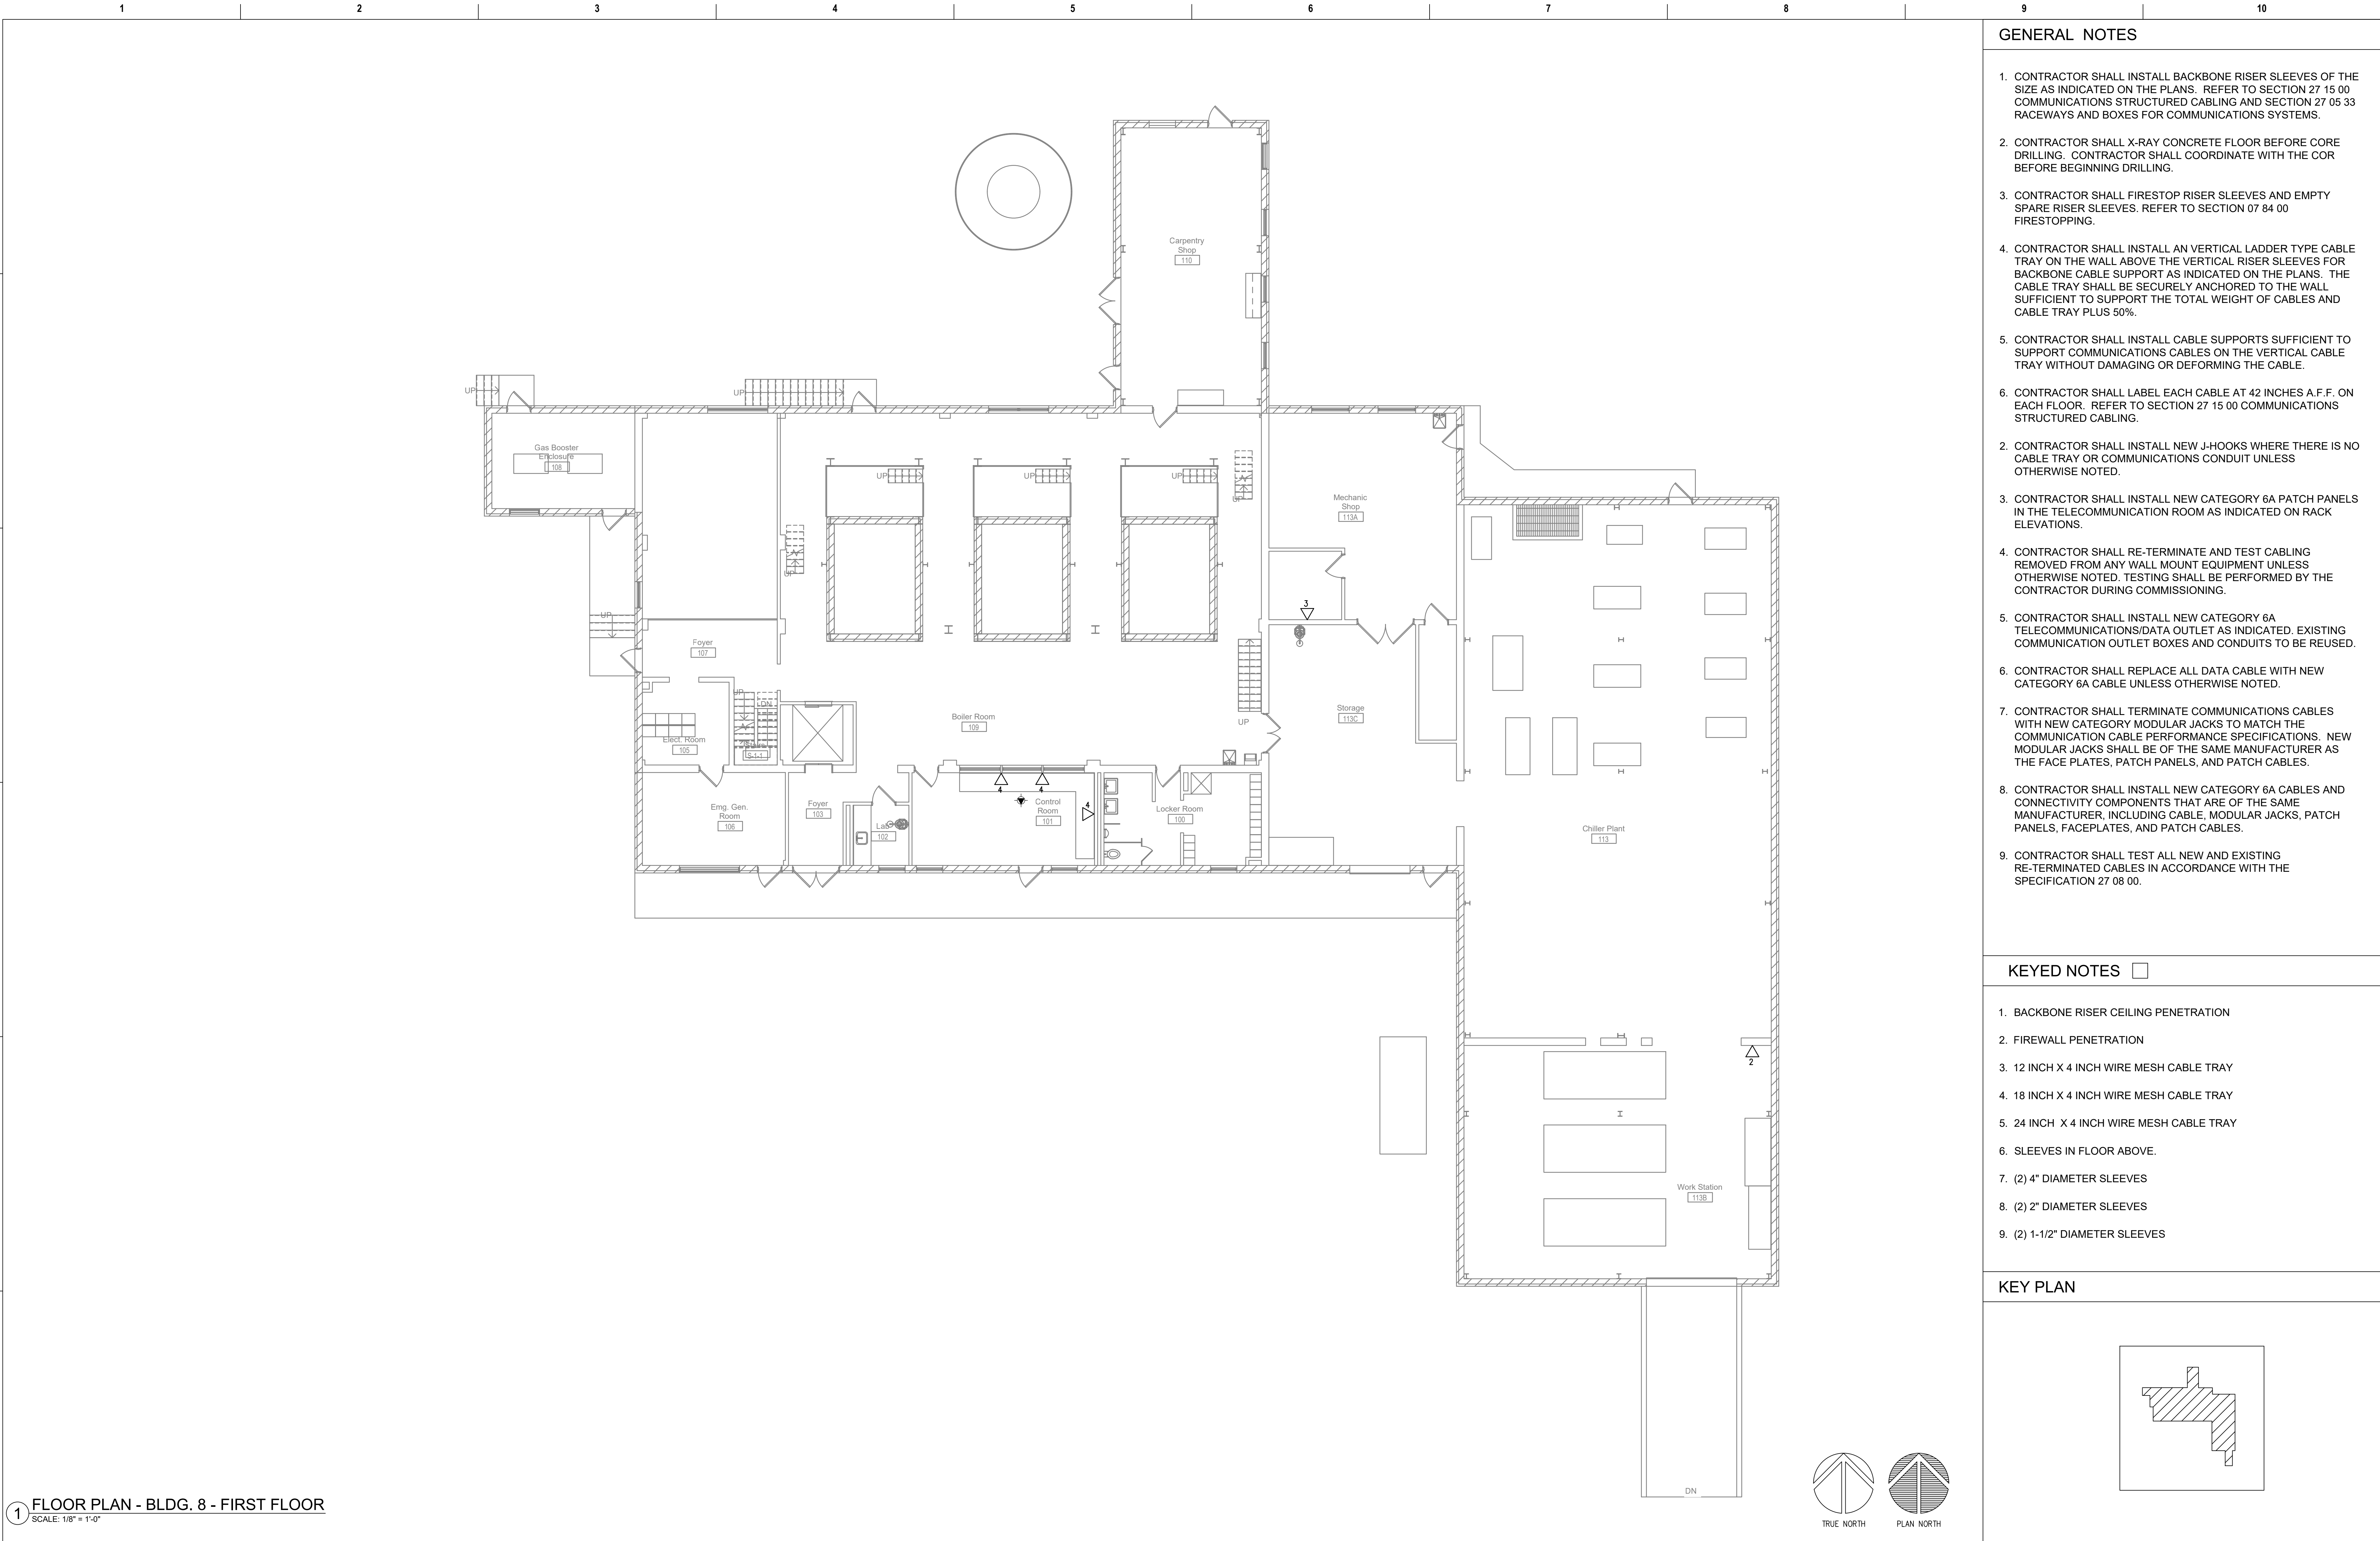 1 2 3 4 5 6 7 8 9 10
GENERAL NOTES
1. CONTRACTOR SHALL INSTALL BACKBONE RISER SLEEVES OF THE
SIZE AS INDICATED ON THE PLANS. REFER TO SECTION 27 15 00
COMMUNICATIONS STRUCTURED CABLING AND SECTION 27 05 33
RACEWAYS AND BOXES FOR COMMUNICATIONS SYSTEMS.
2. CONTRACTOR SHALL X-RAY CONCRETE FLOOR BEFORE CORE
DRILLING. CONTRACTOR SHALL COORDINATE WITH THE COR
BEFORE BEGINNING DRILLING.
3. CONTRACTOR SHALL FIRESTOP RISER SLEEVES AND EMPTY
SPARE RISER SLEEVES. REFER TO SECTION 07 84 00
FIRESTOPPING.
4. CONTRACTOR SHALL INSTALL AN VERTICAL LADDER TYPE CABLE
TRAY ON THE WALL ABOVE THE VERTICAL RISER SLEEVES FOR
BACKBONE CABLE SUPPORT AS INDICATED ON THE PLANS. THE
CABLE TRAY SHALL BE SECURELY ANCHORED TO THE WALL
SUFFICIENT TO SUPPORT THE TOTAL WEIGHT OF CABLES AND
CABLE TRAY PLUS 50%.
5. CONTRACTOR SHALL INSTALL CABLE SUPPORTS SUFFICIENT TO
SUPPORT COMMUNICATIONS CABLES ON THE VERTICAL CABLE
TRAY WITHOUT DAMAGING OR DEFORMING THE CABLE.
6. CONTRACTOR SHALL LABEL EACH CABLE AT 42 INCHES A.F.F. ON
EACH FLOOR. REFER TO SECTION 27 15 00 COMMUNICATIONS
STRUCTURED CABLING.
2. CONTRACTOR SHALL INSTALL NEW J-HOOKS WHERE THERE IS NO
CABLE TRAY OR COMMUNICATIONS CONDUIT UNLESS
OTHERWISE NOTED.
3. CONTRACTOR SHALL INSTALL NEW CATEGORY 6A PATCH PANELS
IN THE TELECOMMUNICATION ROOM AS INDICATED ON RACK
ELEVATIONS.
4. CONTRACTOR SHALL RE-TERMINATE AND TEST CABLING
REMOVED FROM ANY WALL MOUNT EQUIPMENT UNLESS
OTHERWISE NOTED. TESTING SHALL BE PERFORMED BY THE
CONTRACTOR DURING COMMISSIONING.
5. CONTRACTOR SHALL INSTALL NEW CATEGORY 6A
TELECOMMUNICATIONS/DATA OUTLET AS INDICATED. EXISTING
COMMUNICATION OUTLET BOXES AND CONDUITS TO BE REUSED.
6. CONTRACTOR SHALL REPLACE ALL DATA CABLE WITH NEW
CATEGORY 6A CABLE UNLESS OTHERWISE NOTED.
7. CONTRACTOR SHALL TERMINATE COMMUNICATIONS CABLES
WITH NEW CATEGORY MODULAR JACKS TO MATCH THE
COMMUNICATION CABLE PERFORMANCE SPECIFICATIONS. NEW
MODULAR JACKS SHALL BE OF THE SAME MANUFACTURER AS
THE FACE PLATES, PATCH PANELS, AND PATCH CABLES.
8. CONTRACTOR SHALL INSTALL NEW CATEGORY 6A CABLES AND
CONNECTIVITY COMPONENTS THAT ARE OF THE SAME
MANUFACTURER, INCLUDING CABLE, MODULAR JACKS, PATCH
PANELS, FACEPLATES, AND PATCH CABLES.
9. CONTRACTOR SHALL TEST ALL NEW AND EXISTING
RE-TERMINATED CABLES IN ACCORDANCE WITH THE
SPECIFICATION 27 08 00.
KEYED NOTES
1. BACKBONE RISER CEILING PENETRATION
2. FIREWALL PENETRATION
3. 12 INCH X 4 INCH WIRE MESH CABLE TRAY
4. 18 INCH X 4 INCH WIRE MESH CABLE TRAY
5. 24 INCH X 4 INCH WIRE MESH CABLE TRAY
6. SLEEVES IN FLOOR ABOVE.
7. (2) 4" DIAMETER SLEEVES
8. (2) 2" DIAMETER SLEEVES
9. (2) 1-1/2" DIAMETER SLEEVES
KEY PLAN
Carpentry
Shop
110
UP
UP
Gas Booster
Enclosure
108
UP
UP
UP
UP
Mechanic
Shop
113A
UP
3
UP
Foyer
107
UP
DN
Storage
113C
Boiler Room
109
UP
Elect. Room
105
S-1-1
4
4
4
Emg. Gen.
Room
106
Foyer
103
Lab
102
Control
Room
101
Locker Room
100
Chiller Plant
113
2
Work Station
113B
DN
TRUE NORTH
PLAN NORTH
1
FLOOR PLAN - BLDG. 8 - FIRST FLOOR
SCALE: 1/8" = 1'-0"